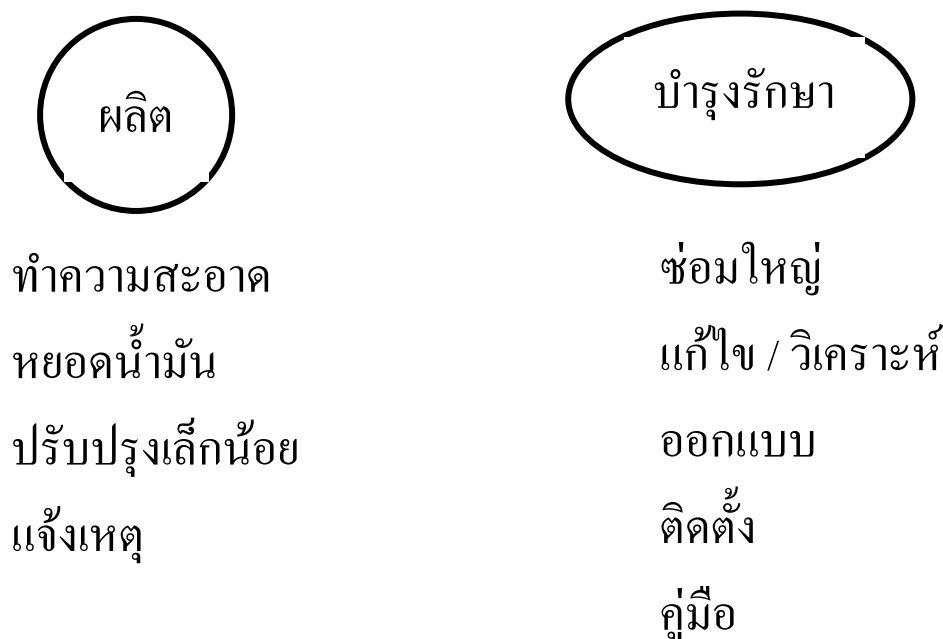 ผลิต
ทำความสะอาด
หยอดน้ำมัน
ปรับปรุงเล็กน้อย
แจ้งเหตุ
บำรุงรักษา
ซ่อมใหญ่
แก้ไข / วิเคราะห์
ออกแบบ
ติดตั้ง
คู่มือ